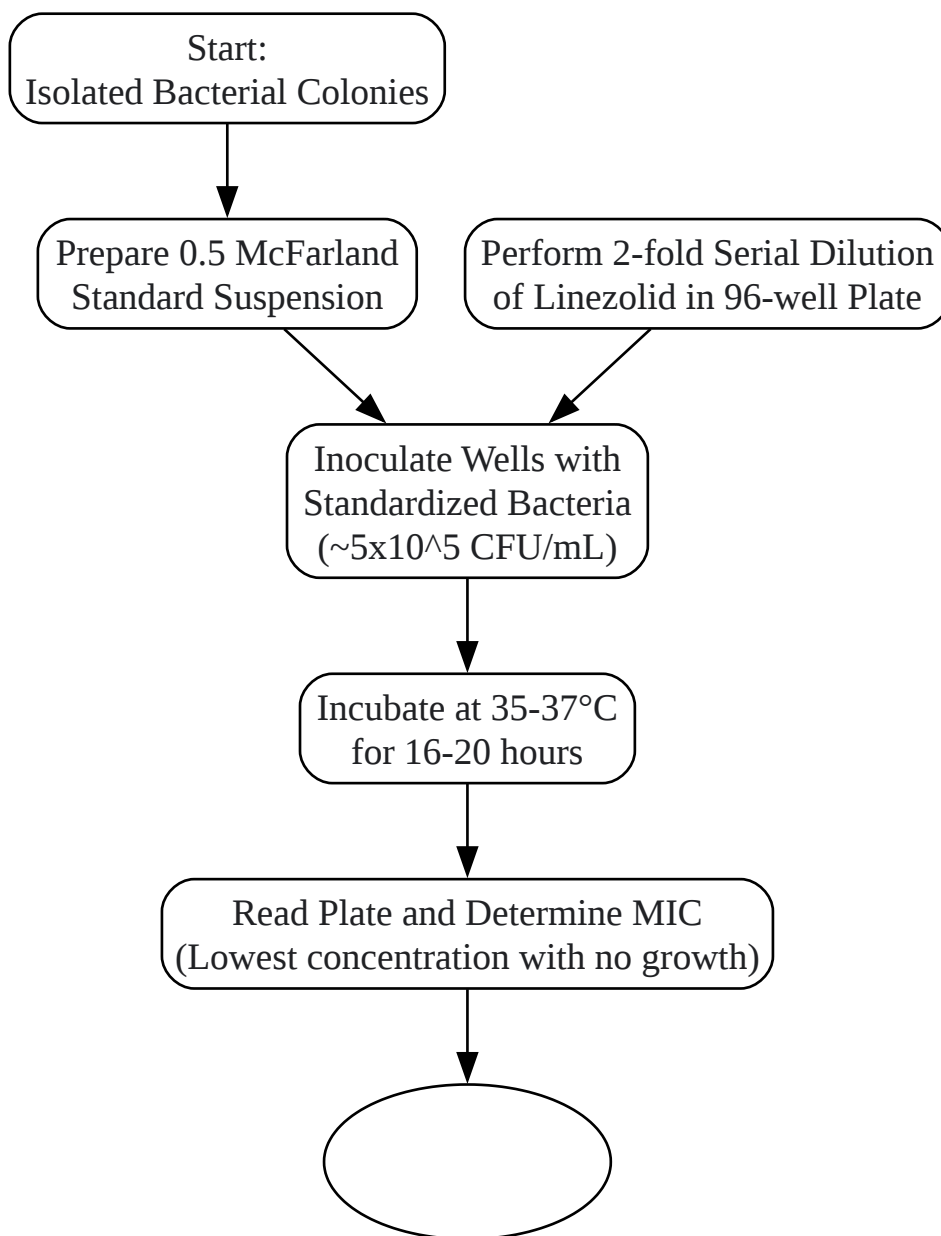 Start:
Isolated Bacterial Colonies
Prepare 0.5 McFarland
Standard Suspension
Perform 2-fold Serial Dilution
of Linezolid in 96-well Plate
Inoculate Wells with
Standardized Bacteria
(~5x10^5 CFU/mL)
Incubate at 35-37°C
for 16-20 hours
Read Plate and Determine MIC
(Lowest concentration with no growth)